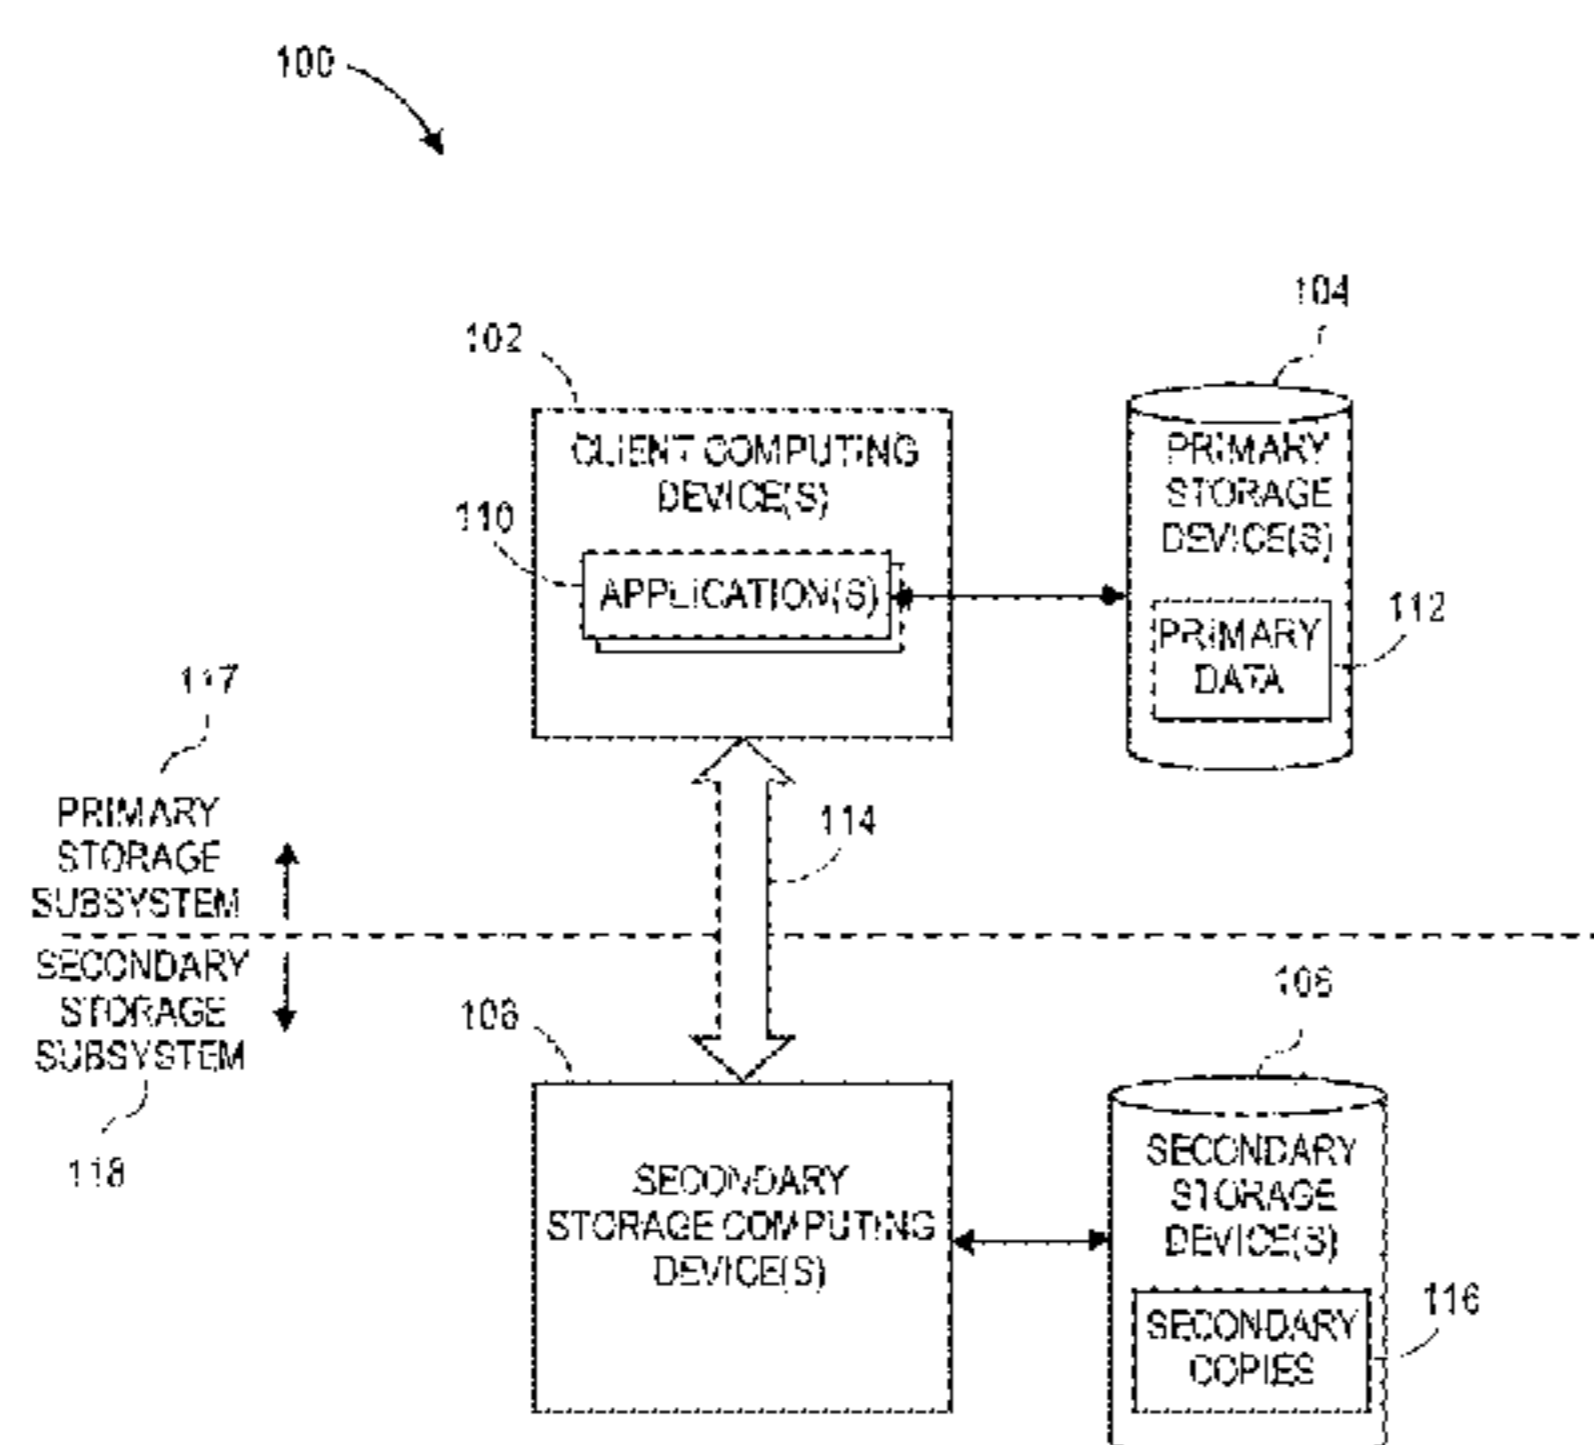 100
104
102
CLIENT COMPUTING
DEVICE(S)
110
APPLICATION(S)
PRIMARY
STORAGE
DEVICE(S)
112
PRIMARY
DATA
117
PRIMARY
STORAGE
SUBSYSTEM
114
SECONDARY
STORAGE
SUBSYSTEM
118
106
SECONDARY
STORAGE COMPUTING
DEVICE(S)
108
SECONDARY
STORAGE
DEVICE(S)
116
SECONDARY
COPIES